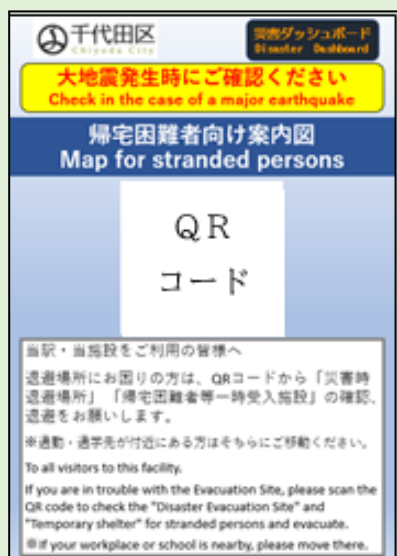 千代田区
Chiyoda City
災害ダッシュボード
Disaster Dashboard
大地震発生時にご確認ください
Check in the case of a major earthquake
帰宅困難者向け案内図
Map for stranded persons
ＱＲ
コード
当駅・当施設をご利用の皆様へ
退避場所にお困りの方は、QRコードから「災害時
退避場所」「帰宅困難者等一時受入施設」の確認、
退避をお願いします。
※通勤・通学先が付近にある方はそちらにご移動ください。
To all visitors to this facility.
If you are in trouble with the Evacuation Site, please scan the
QR code to check the "Disaster Evacuation Site" and
"Temporary shelter" for stranded persons and evacuate.
※If your workplace or school is nearby, please move there.